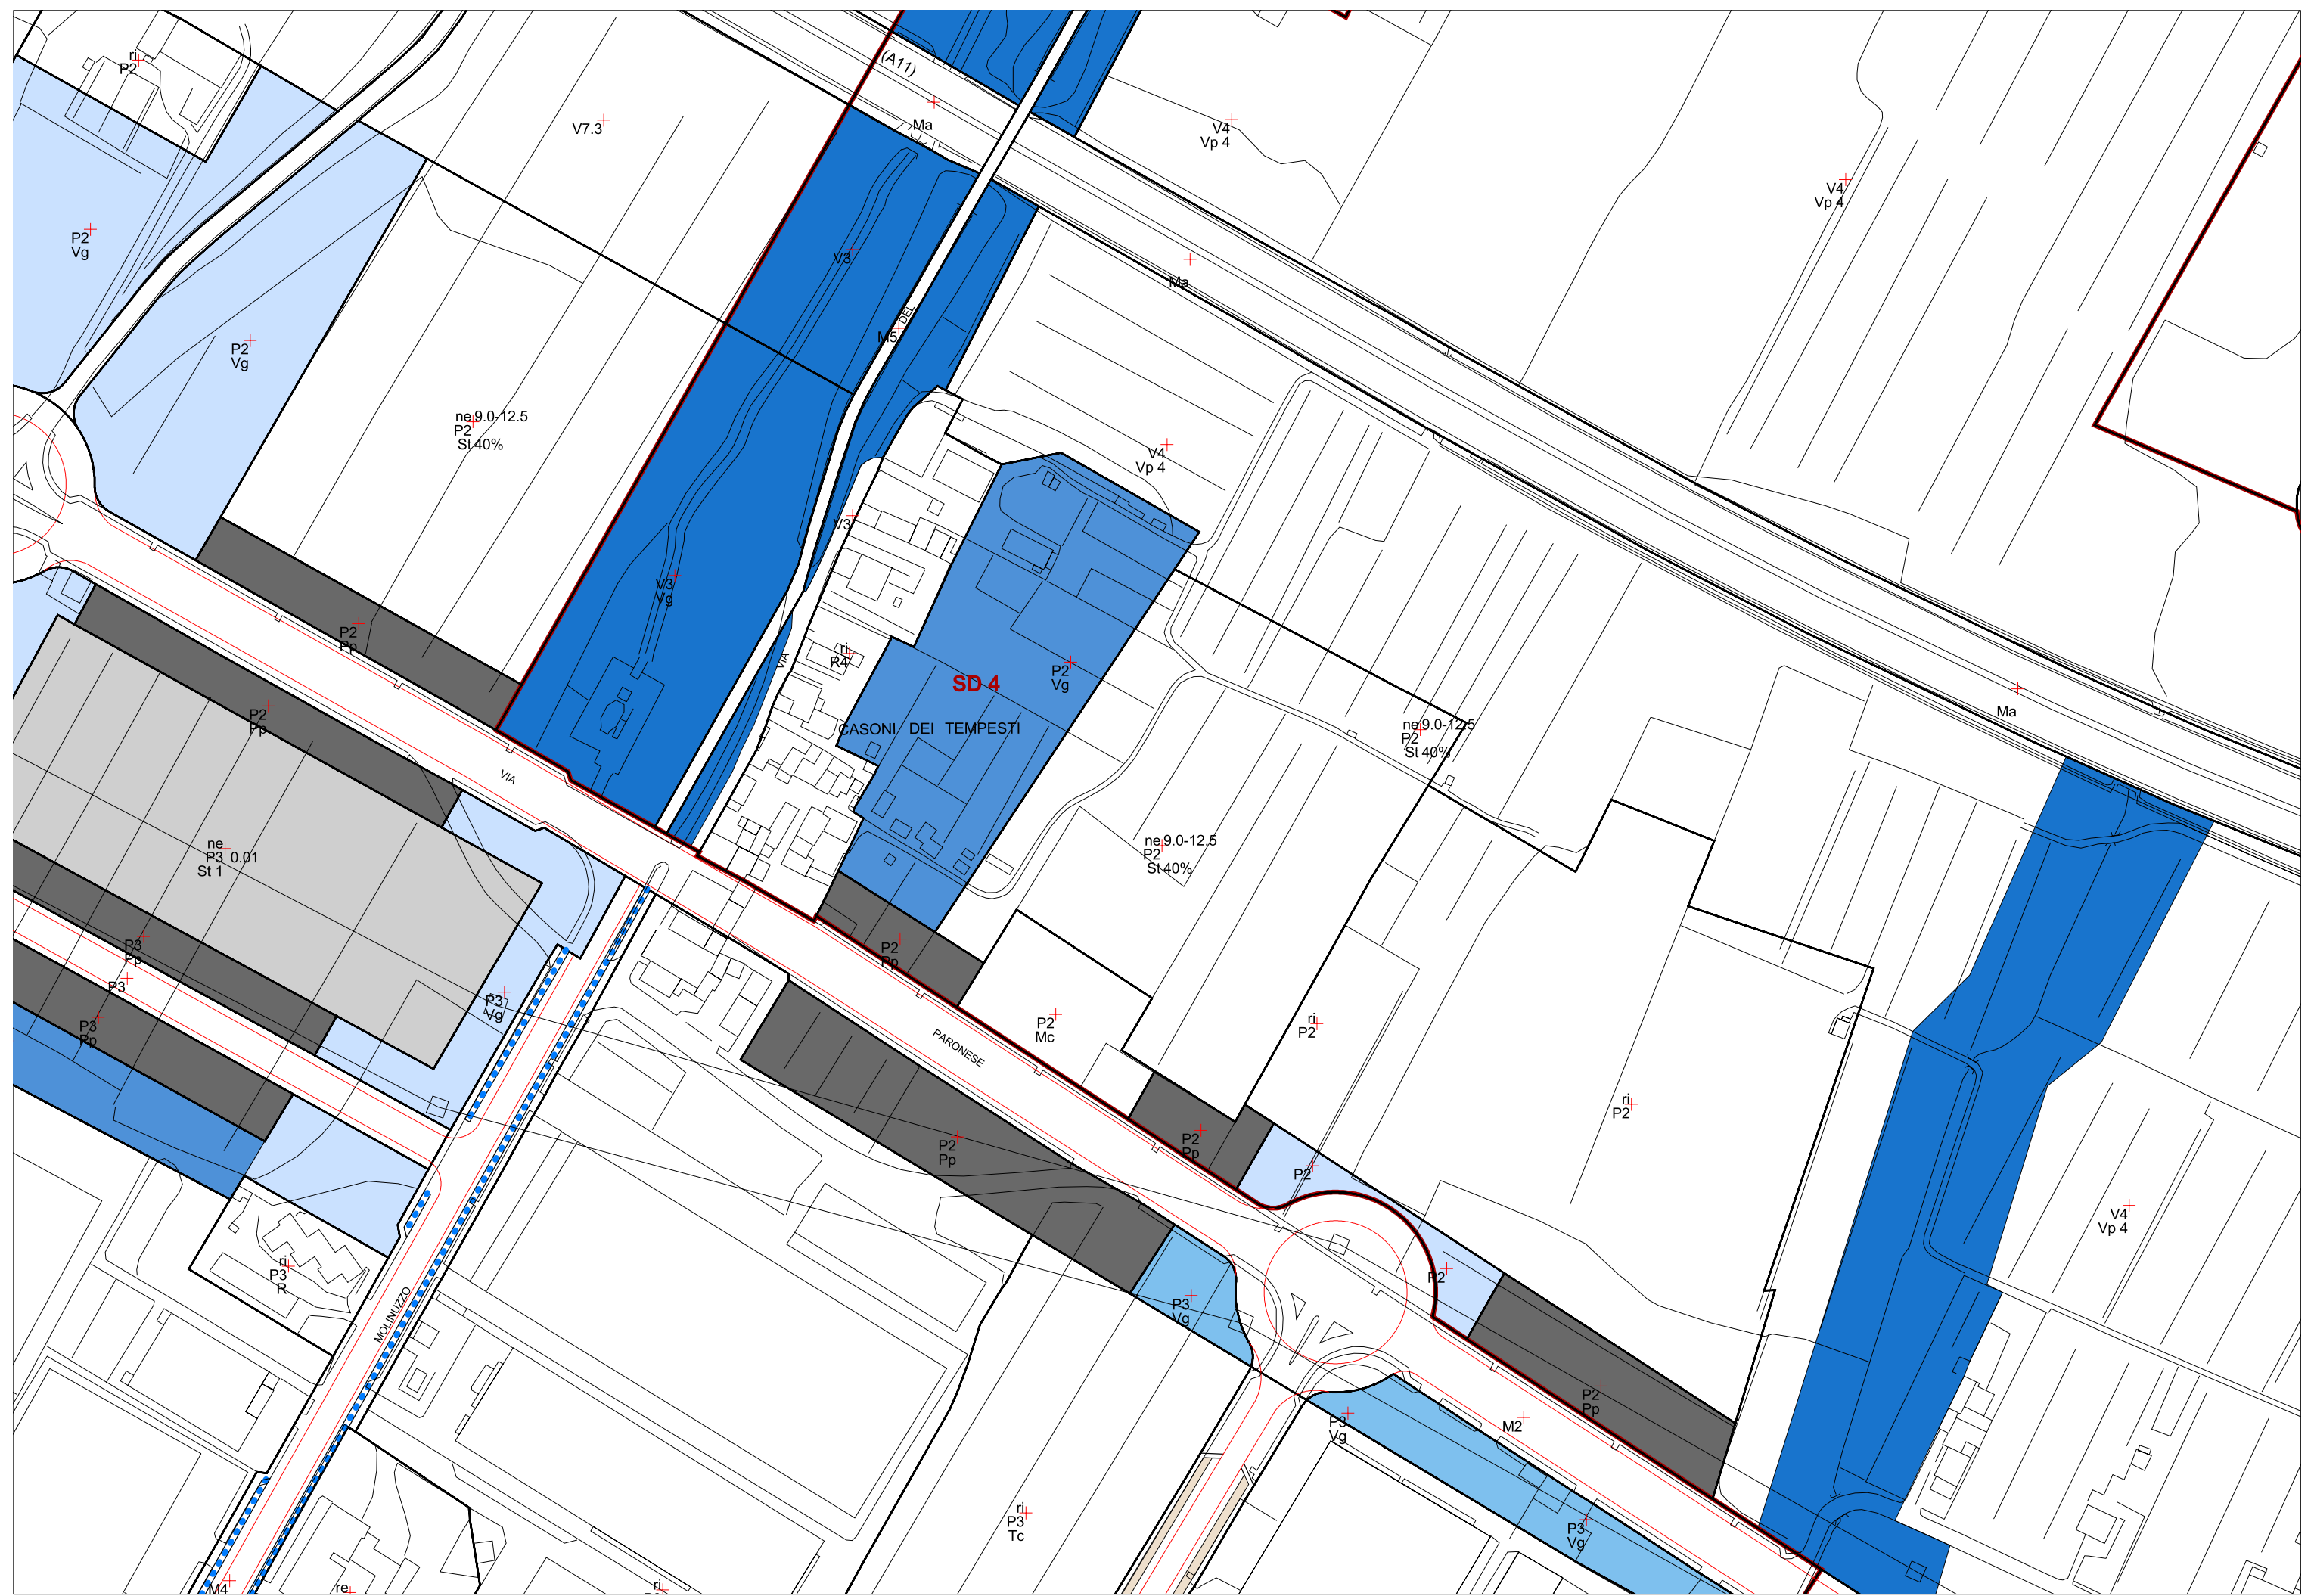 ri
P2
(A11)
Ma
V7.3
V4
Vp 4
V4
Vp 4
P2
Vg
V3
Ma
M5
DEL
P2
Vg
ne 9.0-12.5
P2
St 40%
V4
Vp 4
V3
V3
Vg
P2
Pp
VIA
ri
R4
P2
Vg
SD 4
CASONI DEI TEMPESTI
P2
Pp
Ma
ne 9.0-12.5
P2
St 40%
VIA
ne
P3 0.01
St 1
ne 9.0-12.5
P2
St 40%
P3
Pp
P3
P2
Pp
P3
Vg
P3
Pp
P2
Mc
ri
P2
PARONESE
ri
P2
P2
Pp
P2
Pp
P2
V4
Vp 4
ri
P3
R
P2
MOLINUZZO
P3
Vg
P2
Pp
P3
Vg
M2
ri
P3
Tc
P3
Vg
M4
re
ri